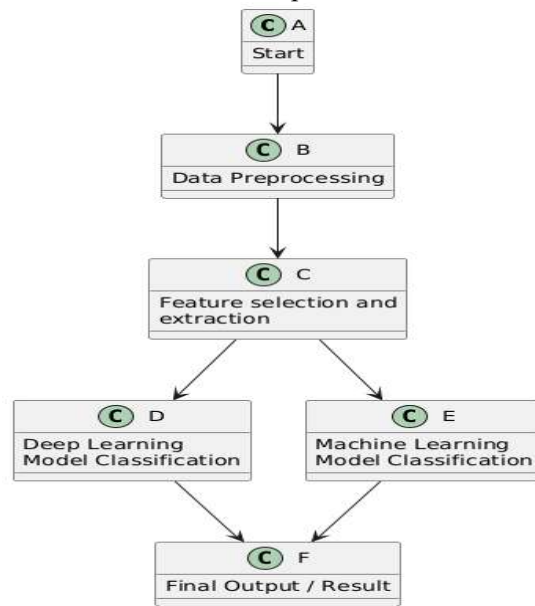 C A
Start
C B
Data Preprocessing
C C
Feature selection and
extraction
C D
Deep Learning
Model Classification
C E
Machine Learning
Model Classification
C F
Final Output / Result